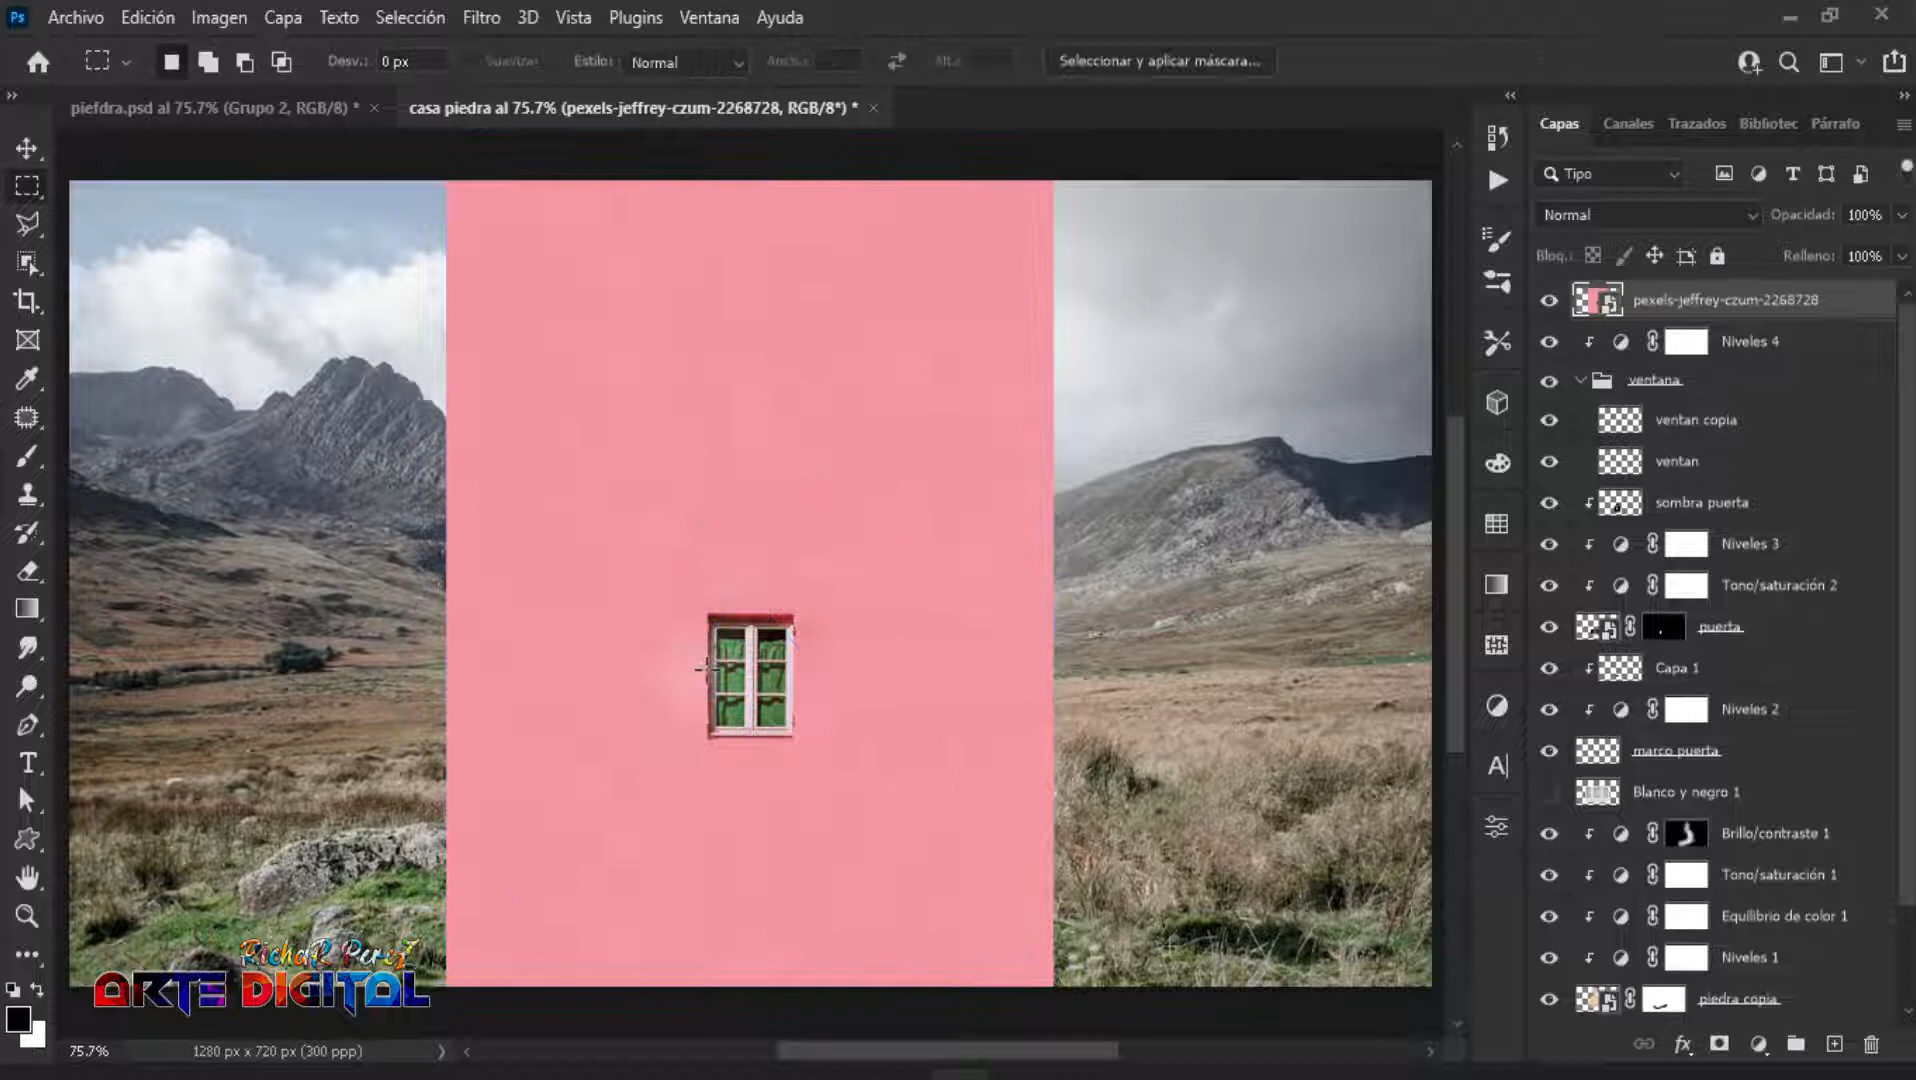 Ps Archivo Edición Imagen Capa Texto Selección Filtro 3D Vista Plugins Ventana Ayuda
Desv.: 0 px Suavizar Estilo: Normal Anch.: Alt.: Seleccionar y aplicar máscara...
piefdra.psd al 75.7% (Grupo 2, RGB/8) * × casa piedra al 75.7% (pexels-jeffrey-czum-2268728, RGB/8*) * ×
Capas Canales Trazados Bibliotec Párrafo
Tipo
Normal Opacidad: 100%
Bloq.: Relleno: 100%
pexels-jeffrey-czum-2268728
Niveles 4
ventana
ventan copia
ventan
sombra puerta
Niveles 3
Tono/saturación 2
puerta
Capa 1
Niveles 2
marco puerta
Blanco y negro 1
Brillo/contraste 1
Tono/saturación 1
Equilibrio de color 1
Niveles 1
piedra copia
RichaR PereZ
ARTE DIGITAL
75.7% 1280 px x 720 px (300 ppp)